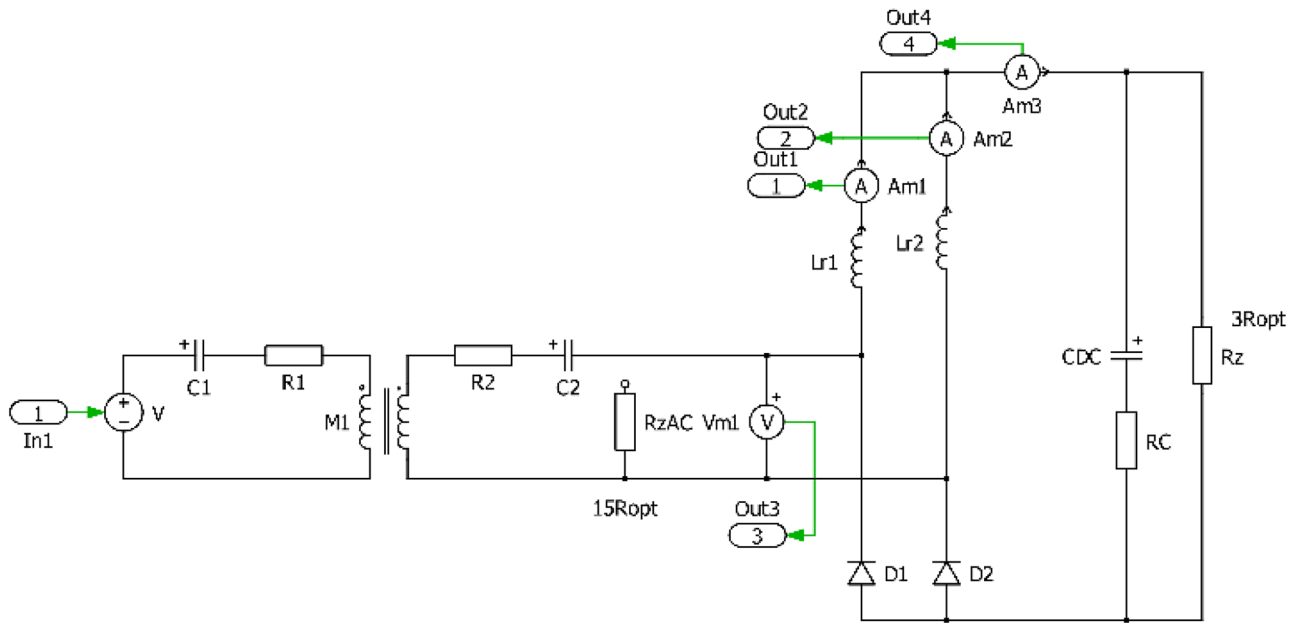 Out4
4
A
Am3
Out2
2
A
Am2
Out1
1
A
Am1
Lr1
Lr2
3Ropt
CDC
+
Rz
RC
+
C1
R1
R2
+
C2
1
In1
+
−
V
M1
RzAC
Vm1
+
V
15Ropt
Out3
3
D1
D2